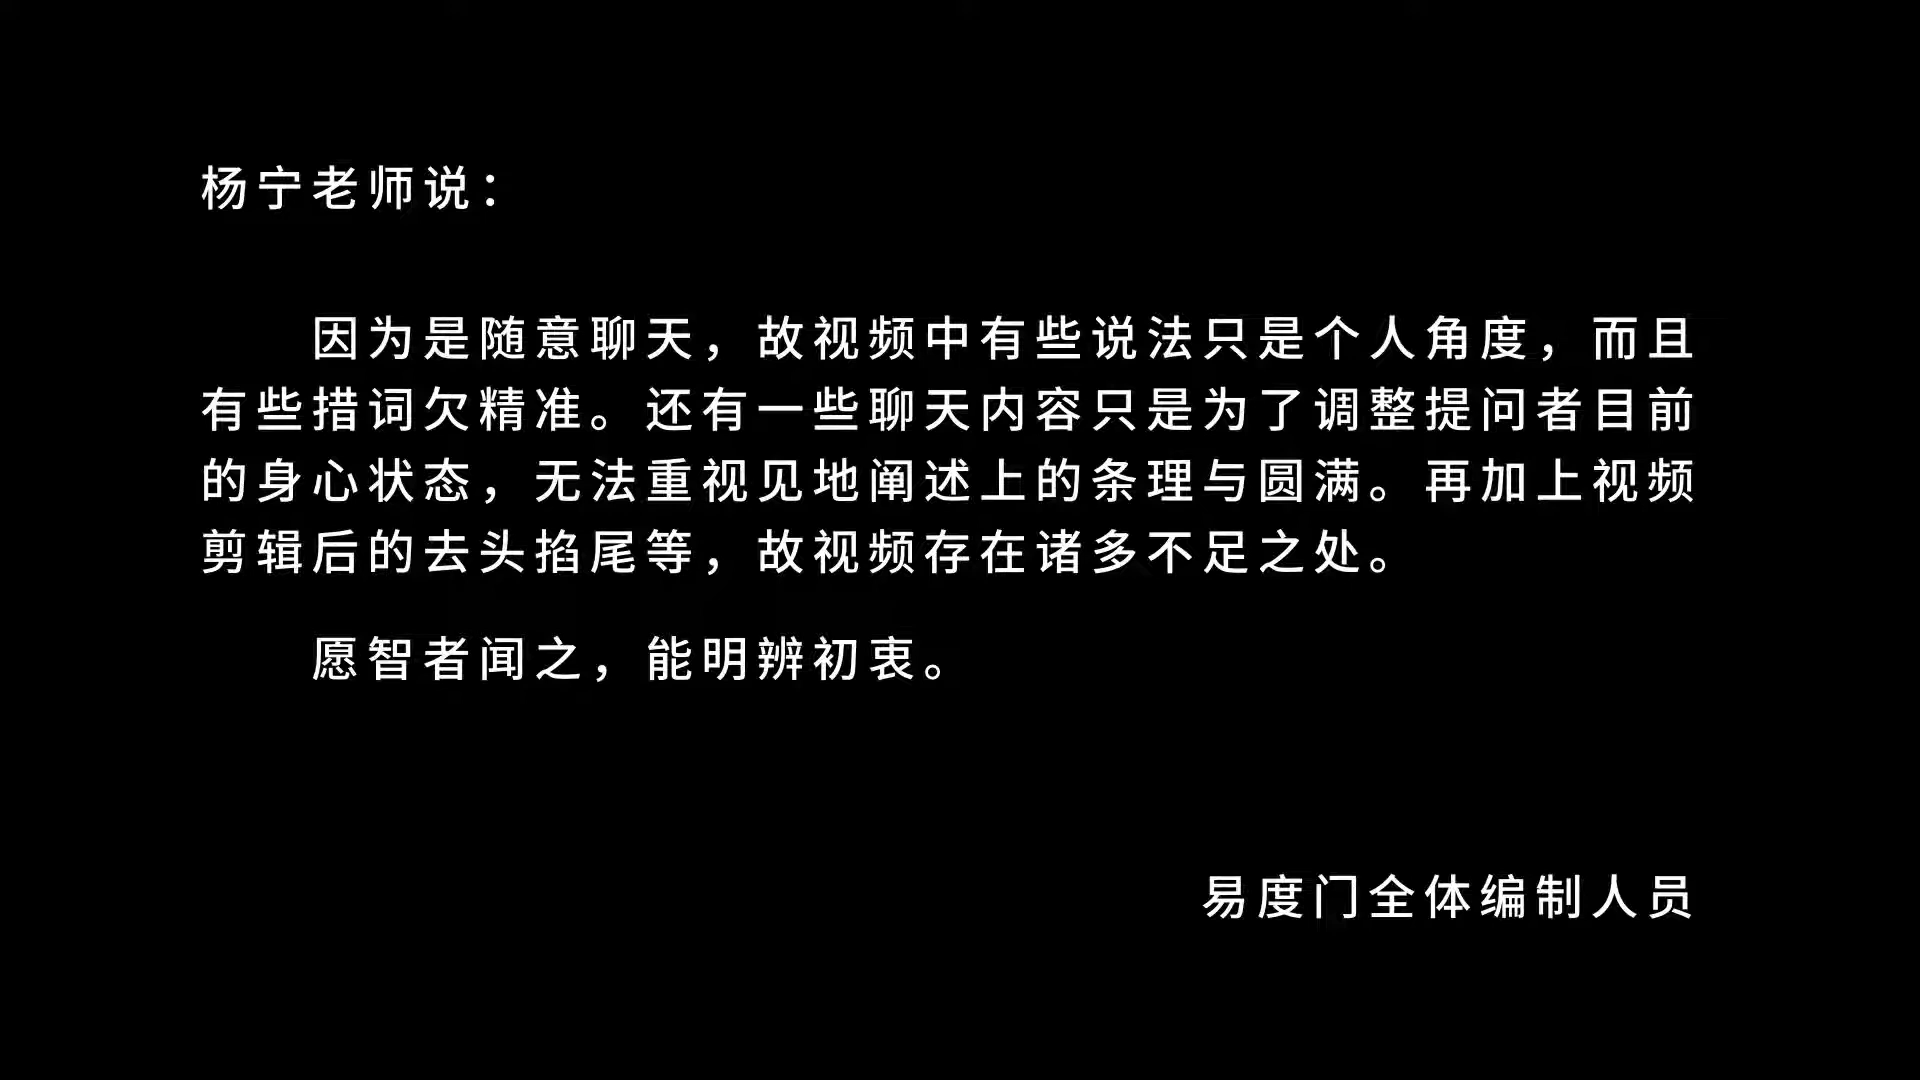 杨宁老师说：
因为是随意聊天，故视频中有些说法只是个人角度，而且
有些措词欠精准。还有一些聊天内容只是为了调整提问者目前
的身心状态，无法重视见地阐述上的条理与圆满。再加上视频
剪辑后的去头掐尾等，故视频存在诸多不足之处。
愿智者闻之，能明辨初衷。
易度门全体编制人员